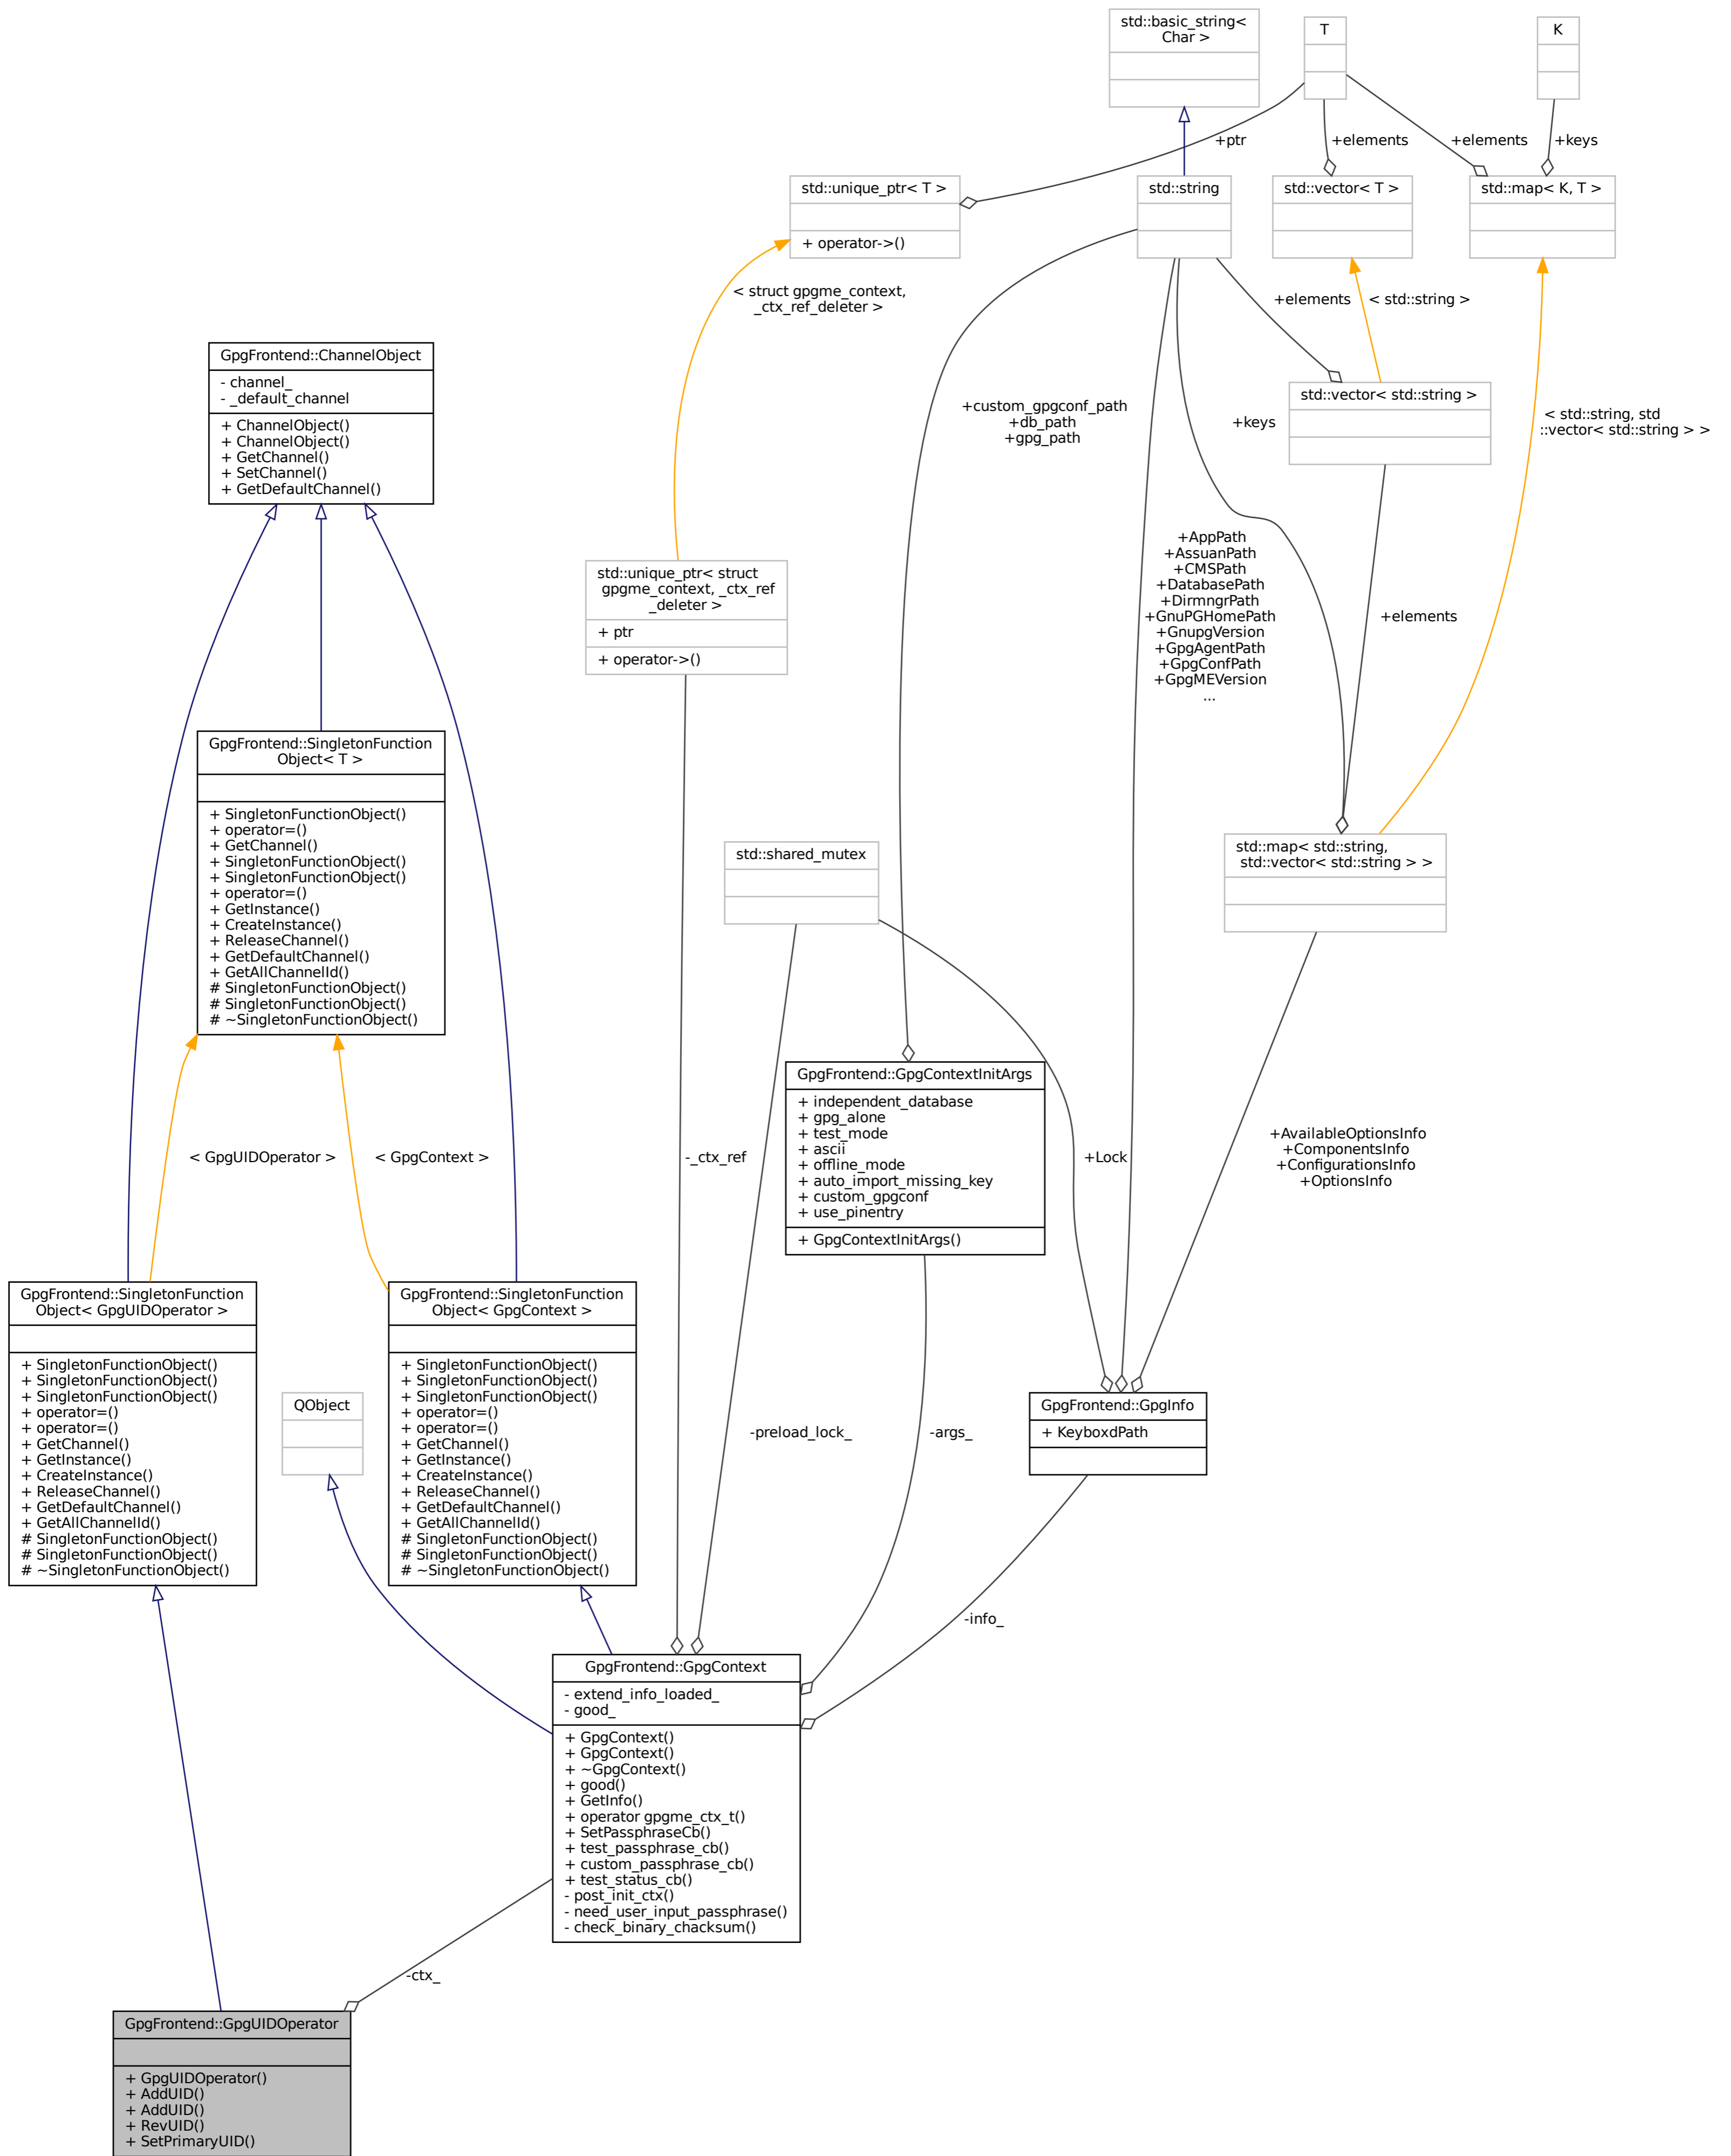 std::basic_string<
Char >
T
K
+ptr
+elements
+elements
+keys
std::unique_ptr< T >
+ operator->()
std::string
std::vector< T >
std::map< K, T >
< struct gpgme_context,
_ctx_ref_deleter >
+elements
< std::string >
GpgFrontend::ChannelObject
- channel_
- _default_channel
+ ChannelObject()
+ ChannelObject()
+ GetChannel()
+ SetChannel()
+ GetDefaultChannel()
+custom_gpgconf_path
+db_path
+gpg_path
+keys
std::vector< std::string >
< std::string, std
::vector< std::string > >
std::unique_ptr< struct
gpgme_context, _ctx_ref
_deleter >
+ ptr
+ operator->()
+AppPath
+AssuanPath
+CMSPath
+DatabasePath
+DirmngrPath
+GnuPGHomePath
+GnupgVersion
+GpgAgentPath
+GpgConfPath
+GpgMEVersion
...
+elements
GpgFrontend::SingletonFunction
Object< T >
+ SingletonFunctionObject()
+ operator=()
+ GetChannel()
+ SingletonFunctionObject()
+ SingletonFunctionObject()
+ operator=()
+ GetInstance()
+ CreateInstance()
+ ReleaseChannel()
+ GetDefaultChannel()
+ GetAllChannelId()
# SingletonFunctionObject()
# SingletonFunctionObject()
# ~SingletonFunctionObject()
std::shared_mutex
std::map< std::string,
std::vector< std::string > >
GpgFrontend::GpgContextInitArgs
+ independent_database
+ gpg_alone
+ test_mode
+ ascii
+ offline_mode
+ auto_import_missing_key
+ custom_gpgconf
+ use_pinentry
+ GpgContextInitArgs()
< GpgUIDOperator >
< GpgContext >
-_ctx_ref
+Lock
+AvailableOptionsInfo
+ComponentsInfo
+ConfigurationsInfo
+OptionsInfo
GpgFrontend::SingletonFunction
Object< GpgUIDOperator >
+ SingletonFunctionObject()
+ SingletonFunctionObject()
+ SingletonFunctionObject()
+ operator=()
+ operator=()
+ GetChannel()
+ GetInstance()
+ CreateInstance()
+ ReleaseChannel()
+ GetDefaultChannel()
+ GetAllChannelId()
# SingletonFunctionObject()
# SingletonFunctionObject()
# ~SingletonFunctionObject()
QObject
GpgFrontend::SingletonFunction
Object< GpgContext >
+ SingletonFunctionObject()
+ SingletonFunctionObject()
+ SingletonFunctionObject()
+ operator=()
+ operator=()
+ GetChannel()
+ GetInstance()
+ CreateInstance()
+ ReleaseChannel()
+ GetDefaultChannel()
+ GetAllChannelId()
# SingletonFunctionObject()
# SingletonFunctionObject()
# ~SingletonFunctionObject()
-preload_lock_
-args_
GpgFrontend::GpgInfo
+ KeyboxdPath
-info_
GpgFrontend::GpgContext
- extend_info_loaded_
- good_
+ GpgContext()
+ GpgContext()
+ ~GpgContext()
+ good()
+ GetInfo()
+ operator gpgme_ctx_t()
+ SetPassphraseCb()
+ test_passphrase_cb()
+ custom_passphrase_cb()
+ test_status_cb()
- post_init_ctx()
- need_user_input_passphrase()
- check_binary_chacksum()
-ctx_
GpgFrontend::GpgUIDOperator
+ GpgUIDOperator()
+ AddUID()
+ AddUID()
+ RevUID()
+ SetPrimaryUID()